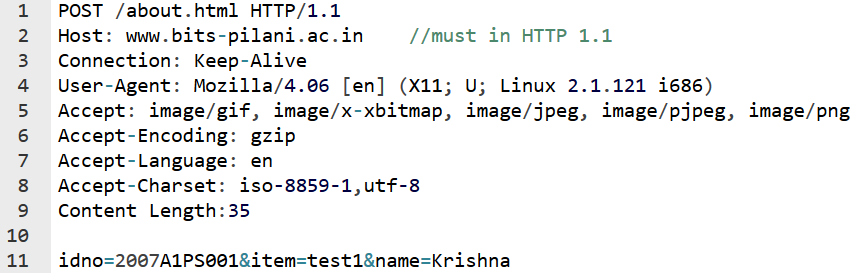 1 POST /about.html HTTP/1.1
2 Host: www.bits-pilani.ac.in //must in HTTP 1.1
3 Connection: Keep-Alive
4 User-Agent: Mozilla/4.06 [en] (X11; U; Linux 2.1.121 i686)
5 Accept: image/gif, image/x-xbitmap, image/jpeg, image/pjpeg, image/png
6 Accept-Encoding: gzip
7 Accept-Language: en
8 Accept-Charset: iso-8859-1,utf-8
9 Content Length:35
10
11 idno=2007A1PS001&item=test1&name=Krishna